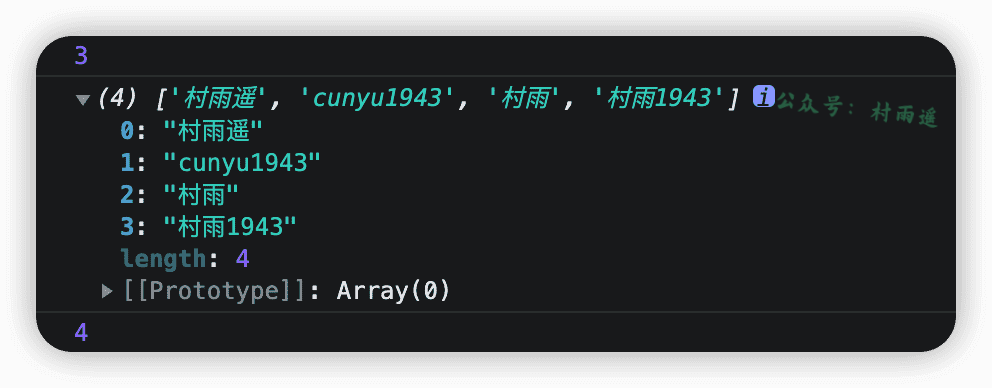 3
▼(4) ['村雨遥', 'cunyu1943', '村雨', '村雨1943'] i 公众号：村雨遥
0: "村雨遥"
1: "cunyu1943"
2: "村雨"
3: "村雨1943"
length: 4
▶ [[Prototype]]: Array(0)
4